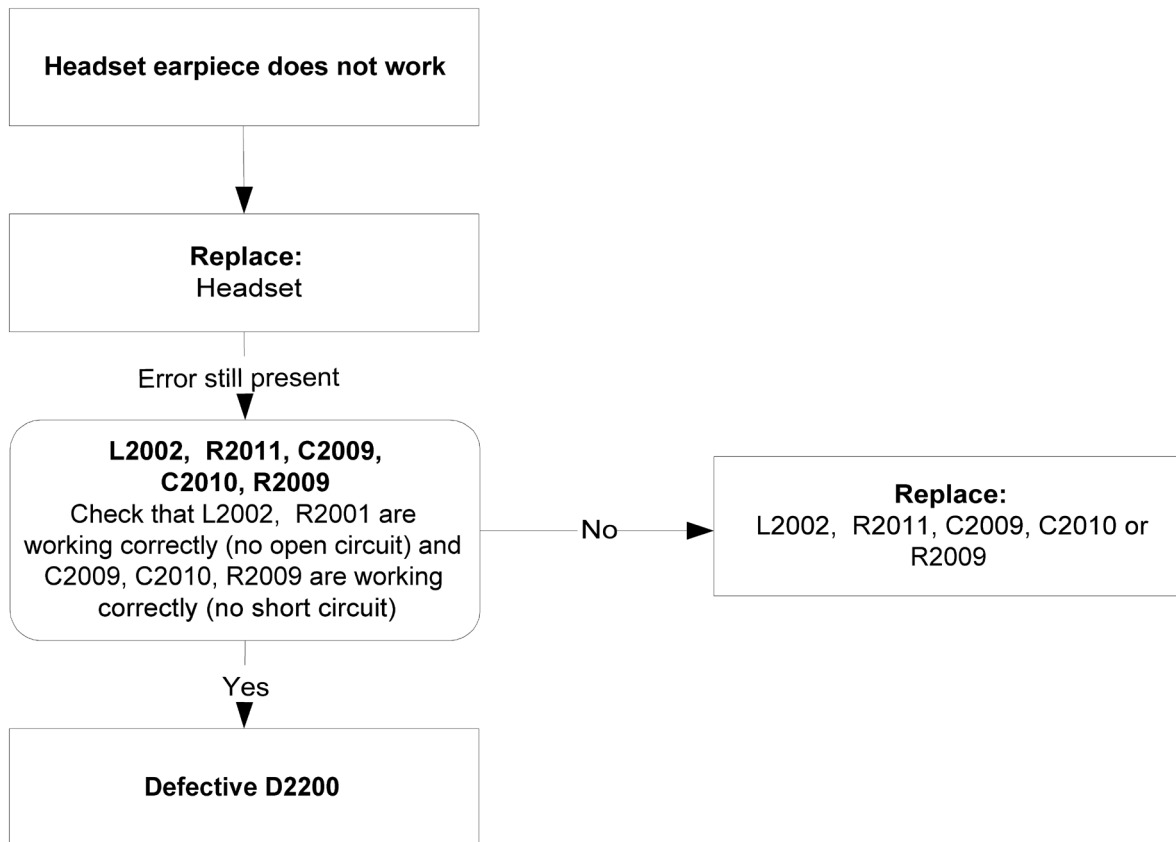 Headset earpiece does not work
Replace:
Headset
Error still present
L2002, R2011, C2009,
C2010, R2009
Check that L2002, R2001 are
working correctly (no open circuit) and
C2009, C2010, R2009 are working
correctly (no short circuit)
No
Replace:
L2002, R2011, C2009, C2010 or
R2009
Yes
Defective D2200